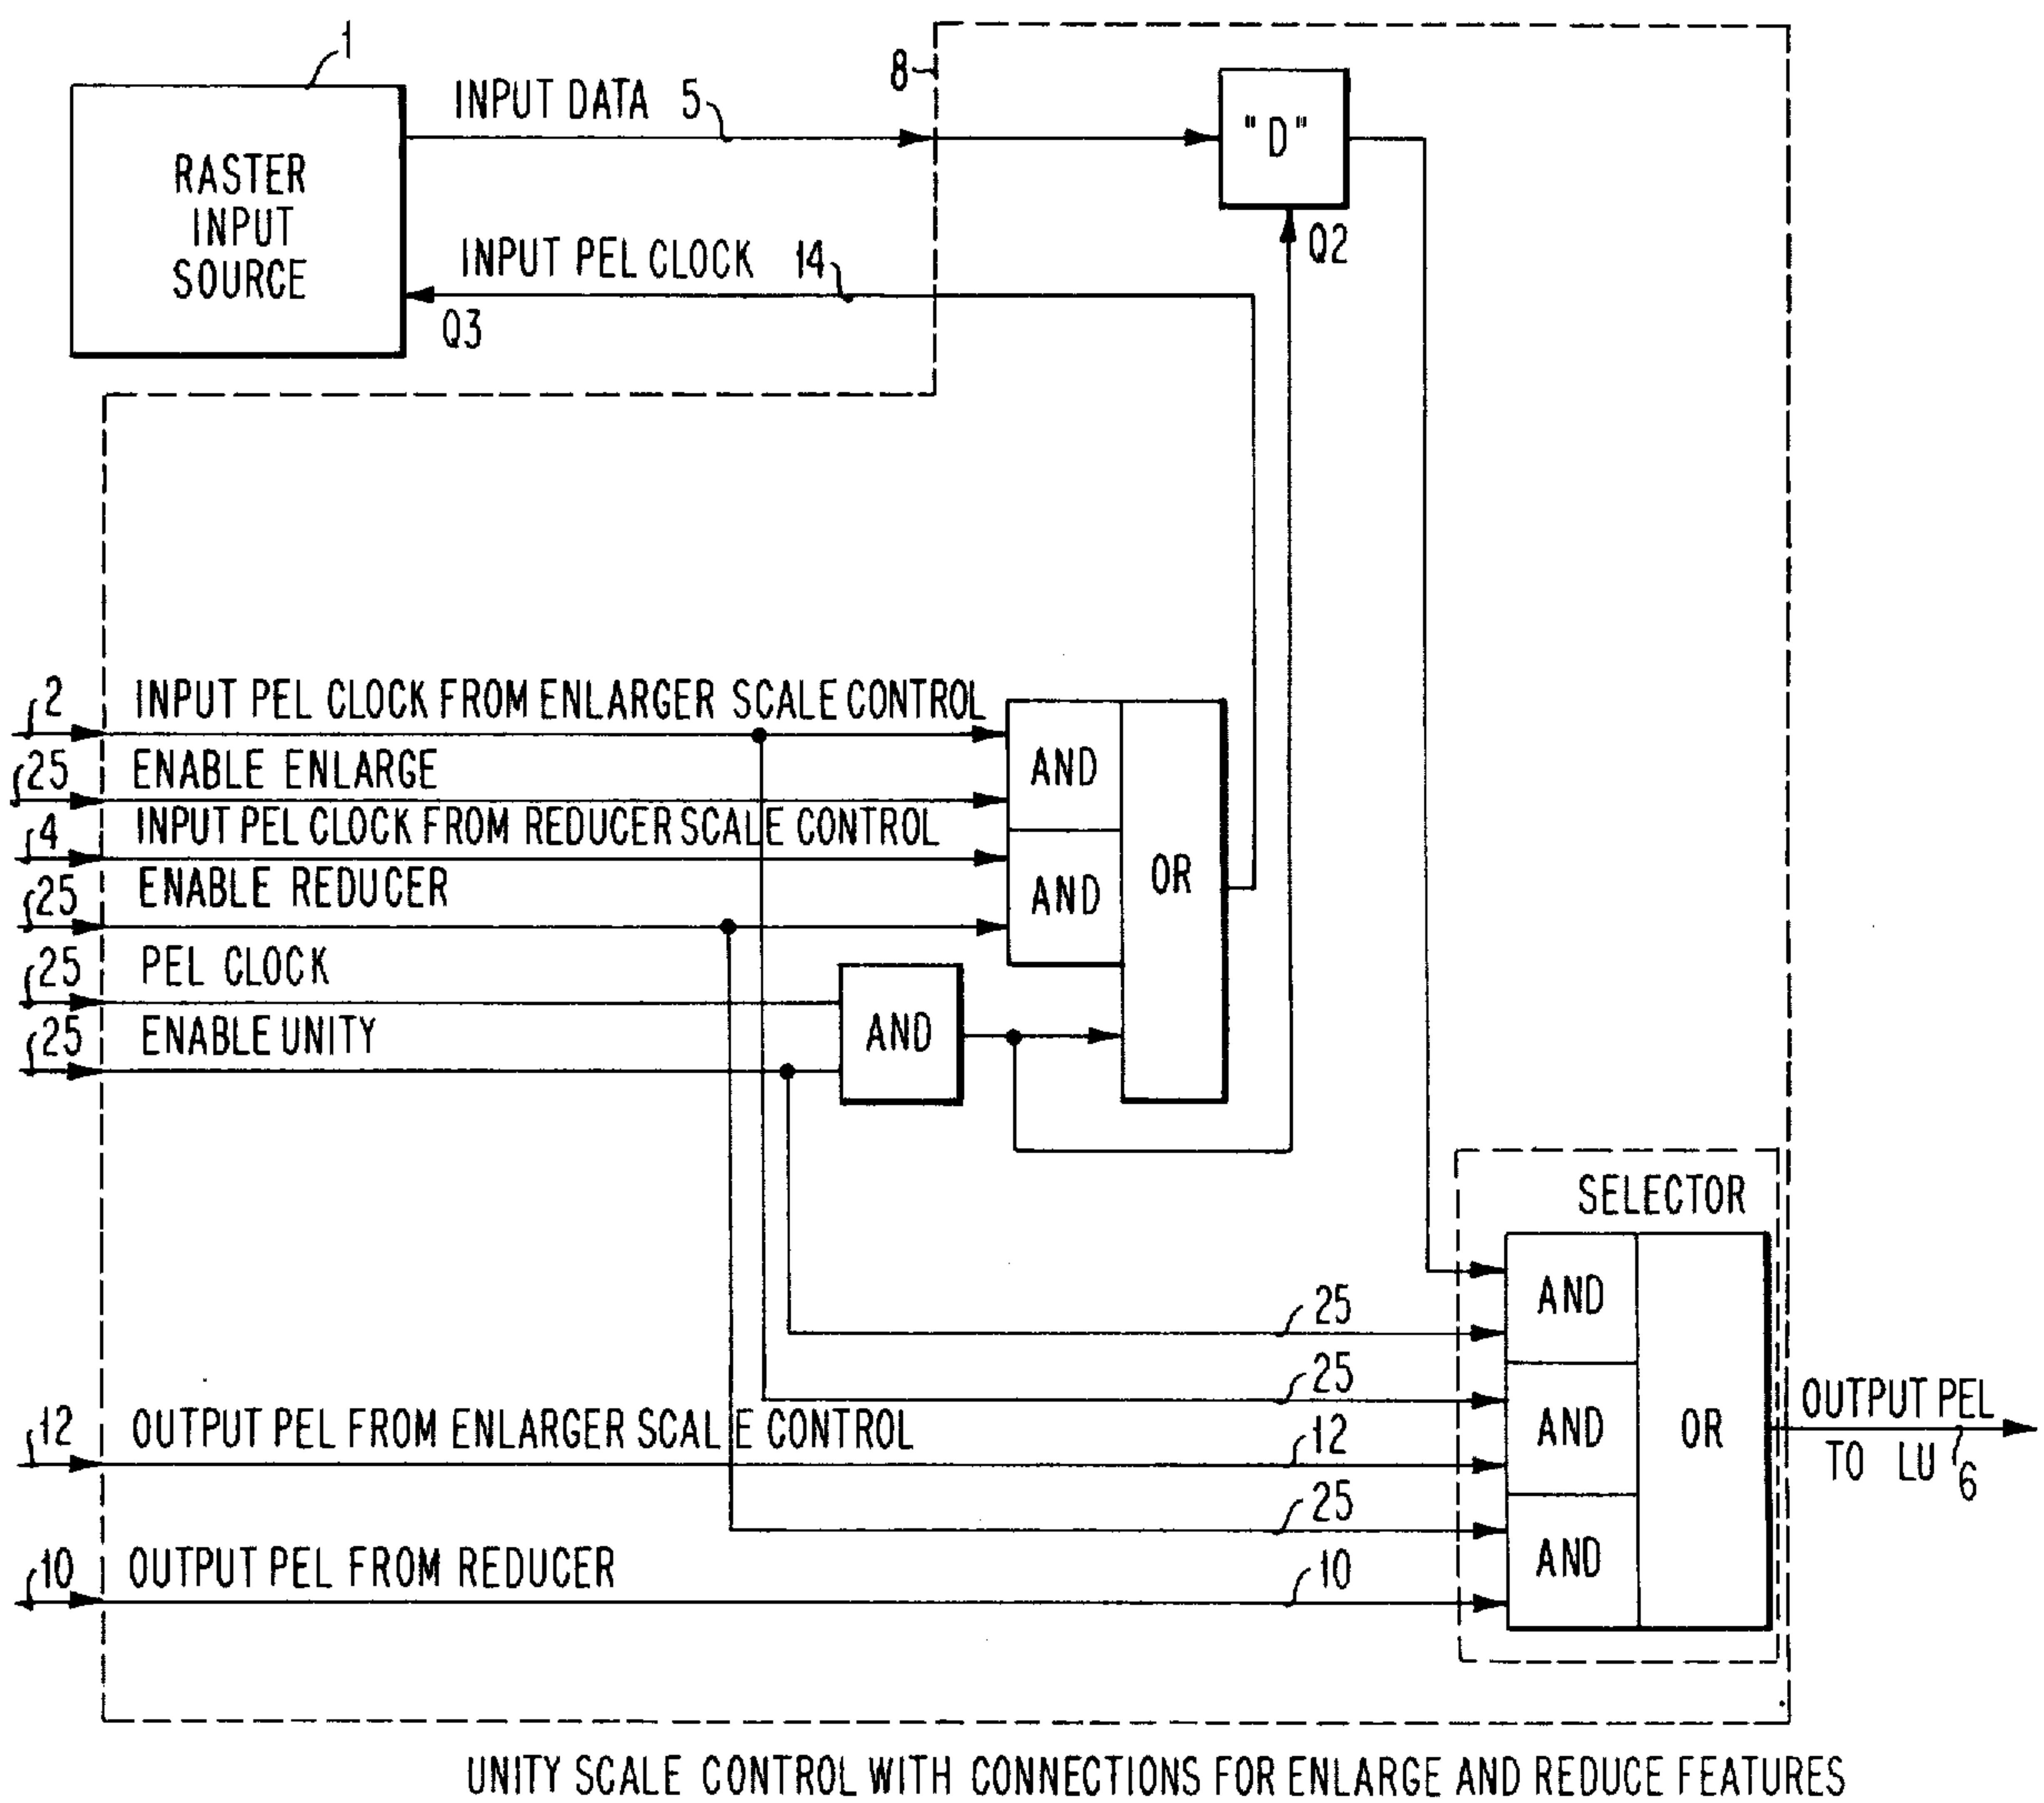 1
INPUT DATA 5
8
"D"
RASTER
INPUT
SOURCE
Q2
INPUT PEL CLOCK 14
Q3
2 INPUT PEL CLOCK FROM ENLARGER SCALE CONTROL
25 ENABLE ENLARGE
4 INPUT PEL CLOCK FROM REDUCER SCALE CONTROL
25 ENABLE REDUCER
25 PEL CLOCK
25 ENABLE UNITY
AND
AND
OR
AND
SELECTOR
25
AND
25
12 OUTPUT PEL FROM ENLARGER SCALE CONTROL
12
AND
OR
OUTPUT PEL
TO LU 6
25
AND
10 OUTPUT PEL FROM REDUCER
10
UNITY SCALE CONTROL WITH CONNECTIONS FOR ENLARGE AND REDUCE FEATURES